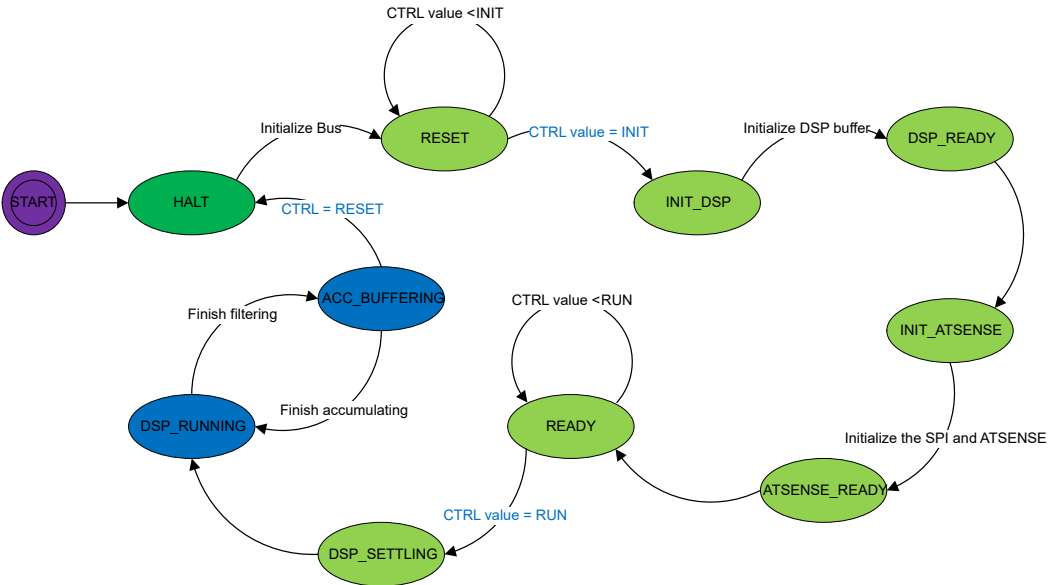 CTRL value <INIT
Initialize Bus
RESET
CTRL value = INIT
Initialize DSP buffer
DSP_READY
START
HALT
CTRL = RESET
INIT_DSP
ACC_BUFFERING
CTRL value <RUN
Finish filtering
INIT_ATSENSE
Finish accumulating
DSP_RUNNING
READY
Initialize the SPI and ATSENSE
ATSENSE_READY
CTRL value = RUN
DSP_SETTLING